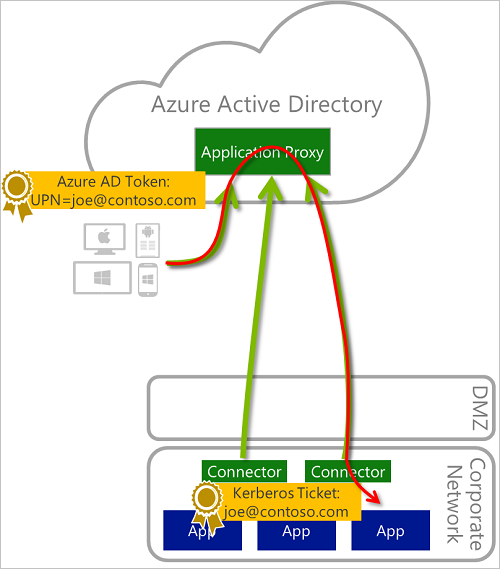 Azure Active Directory
Application Proxy
Azure AD Token:
UPN=joe@contoso.com
DMZ
Corporate
Network
Connector
Connector
Kerberos Ticket:
joe@contoso.com
App
App
App